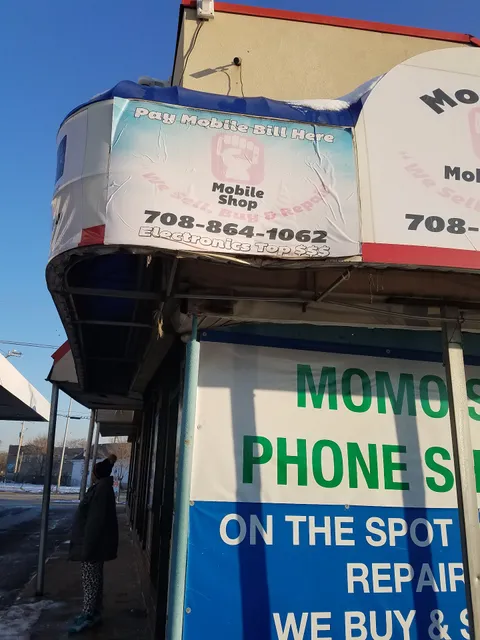 Pay Mobile Bill Here
Mobile
Shop
We Sell, Buy & Repair
708-864-1062
Electronics Top $$$
Mo
Mo
"We Sell
708-
MOMO'S
PHONE S
ON THE SPOT
REPAIR
WE BUY & S